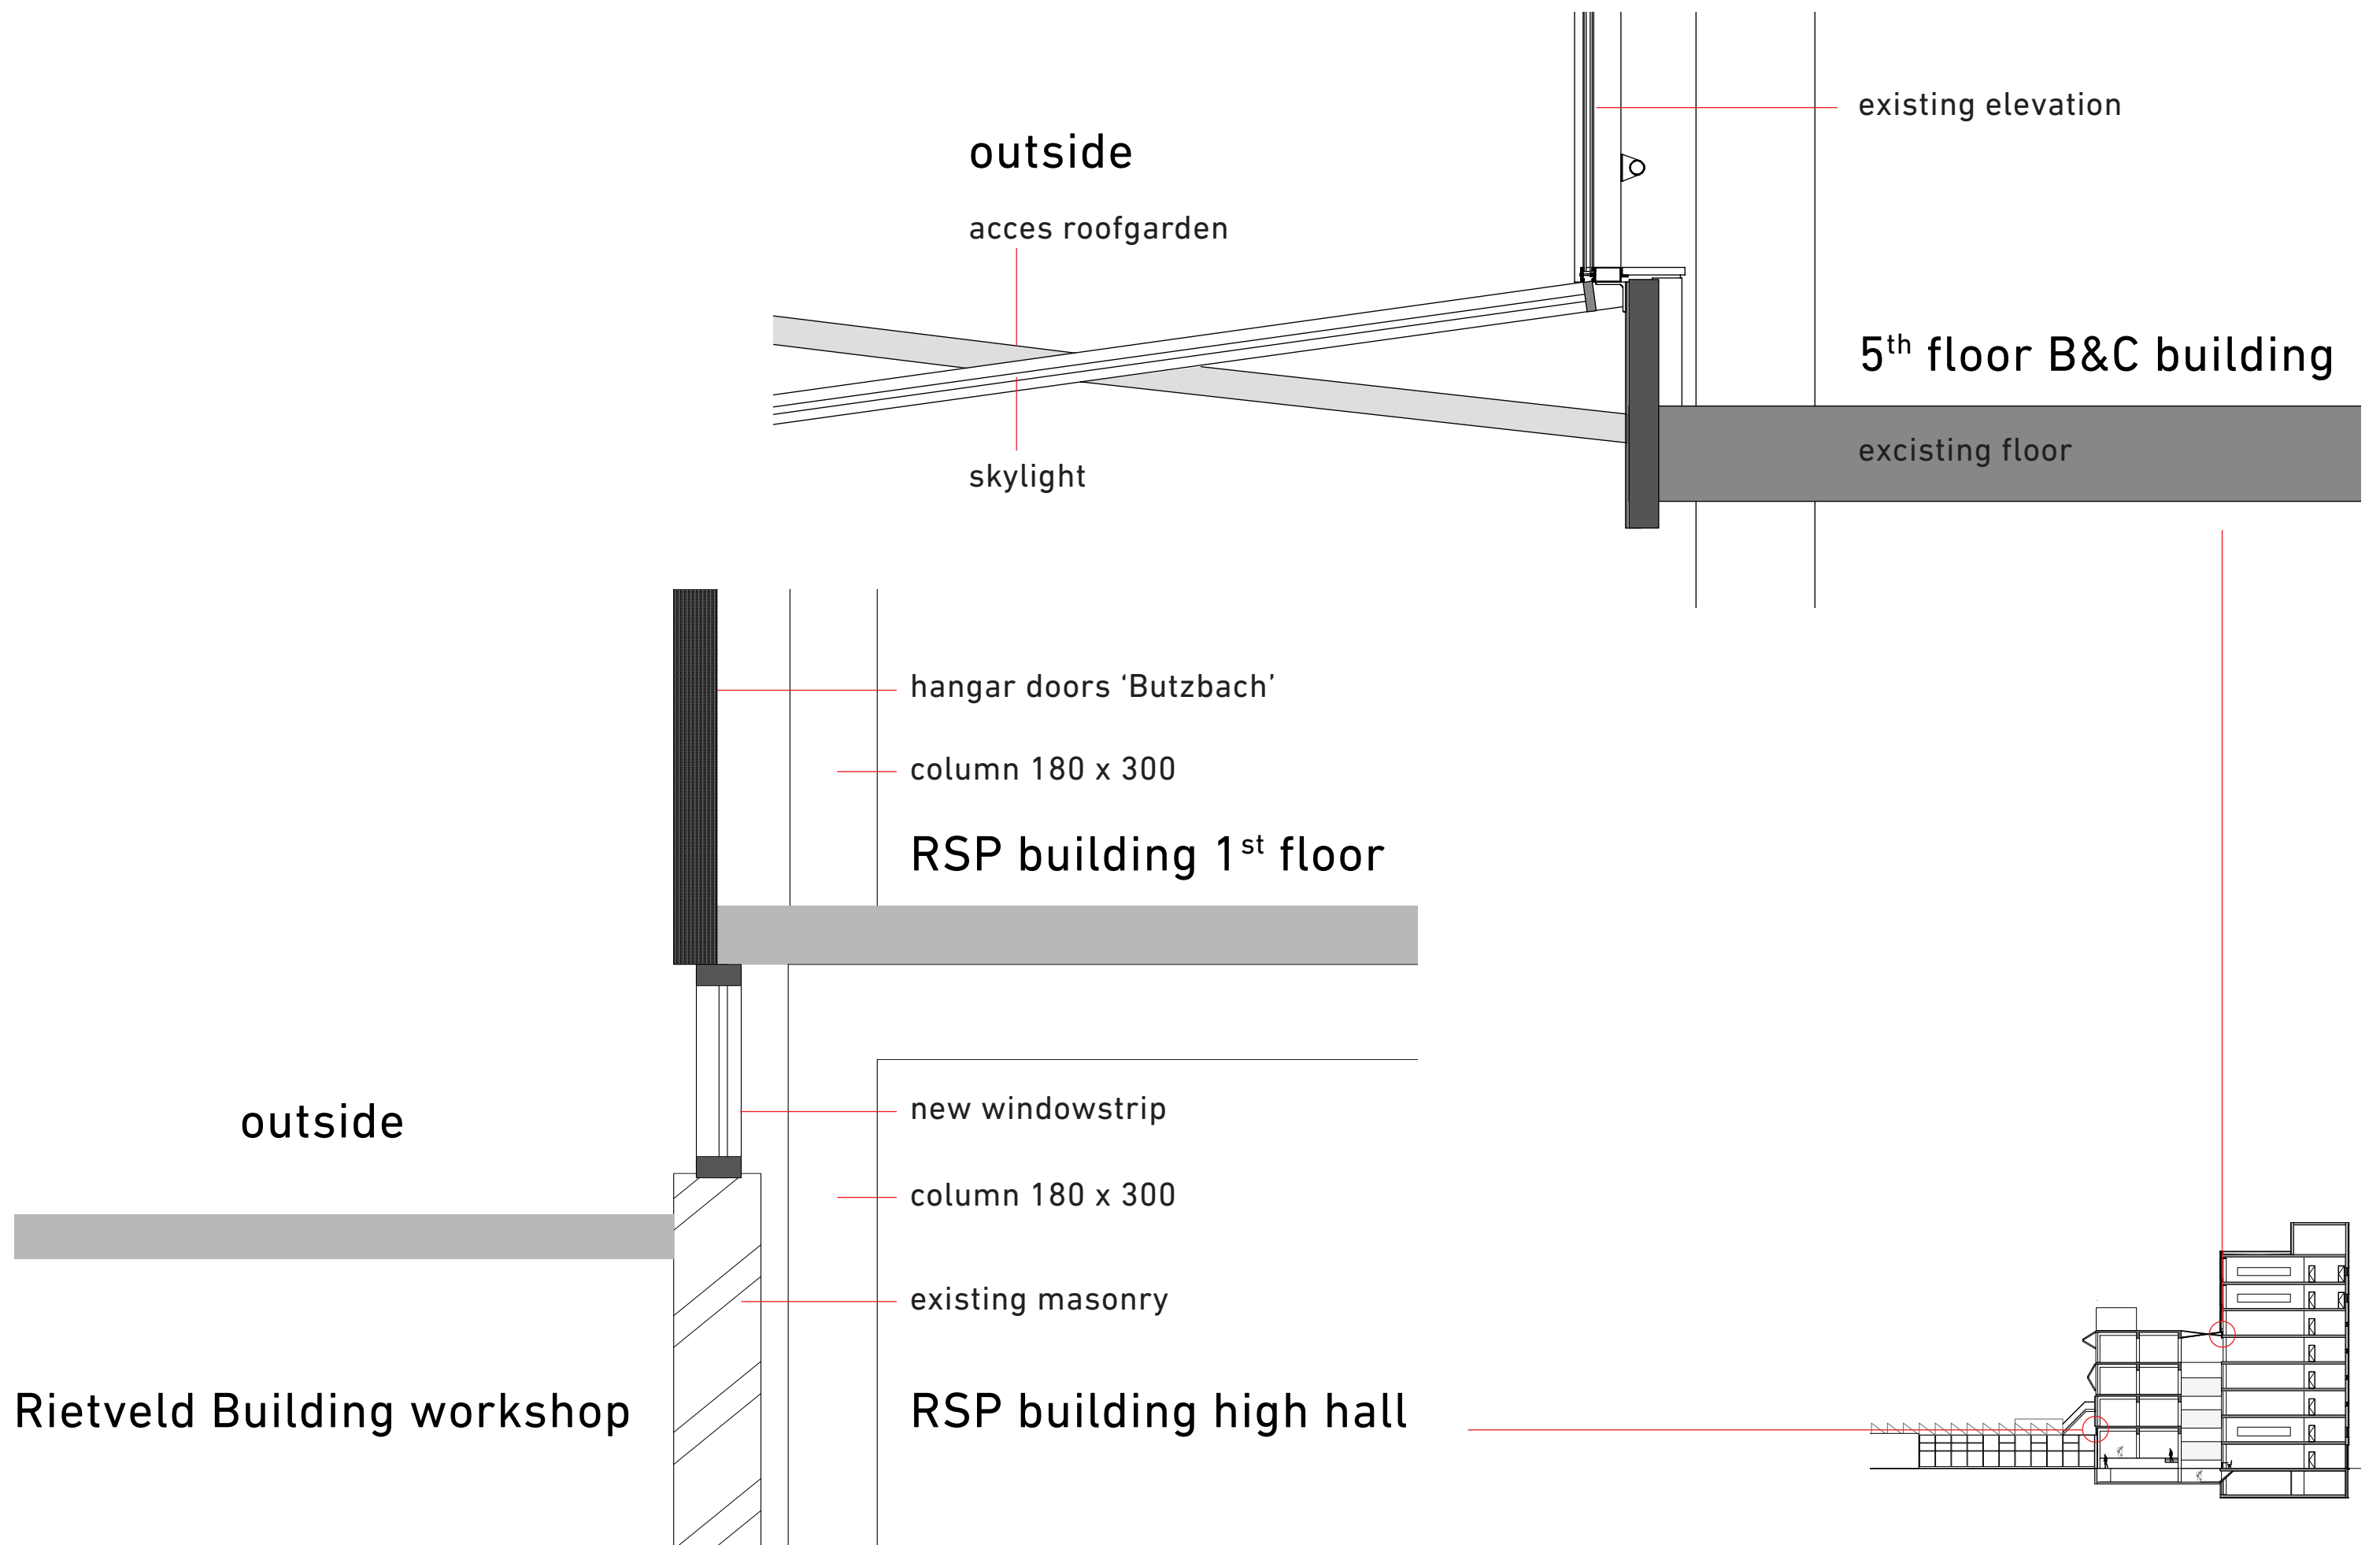 existing elevation
outside
acces roofgarden
5th floor B&C building
excisting floor
skylight
hangar doors ‘Butzbach’
column 180 x 300
RSP building 1st floor
new windowstrip
outside
column 180 x 300
existing masonry
Rietveld Building workshop
RSP building high hall